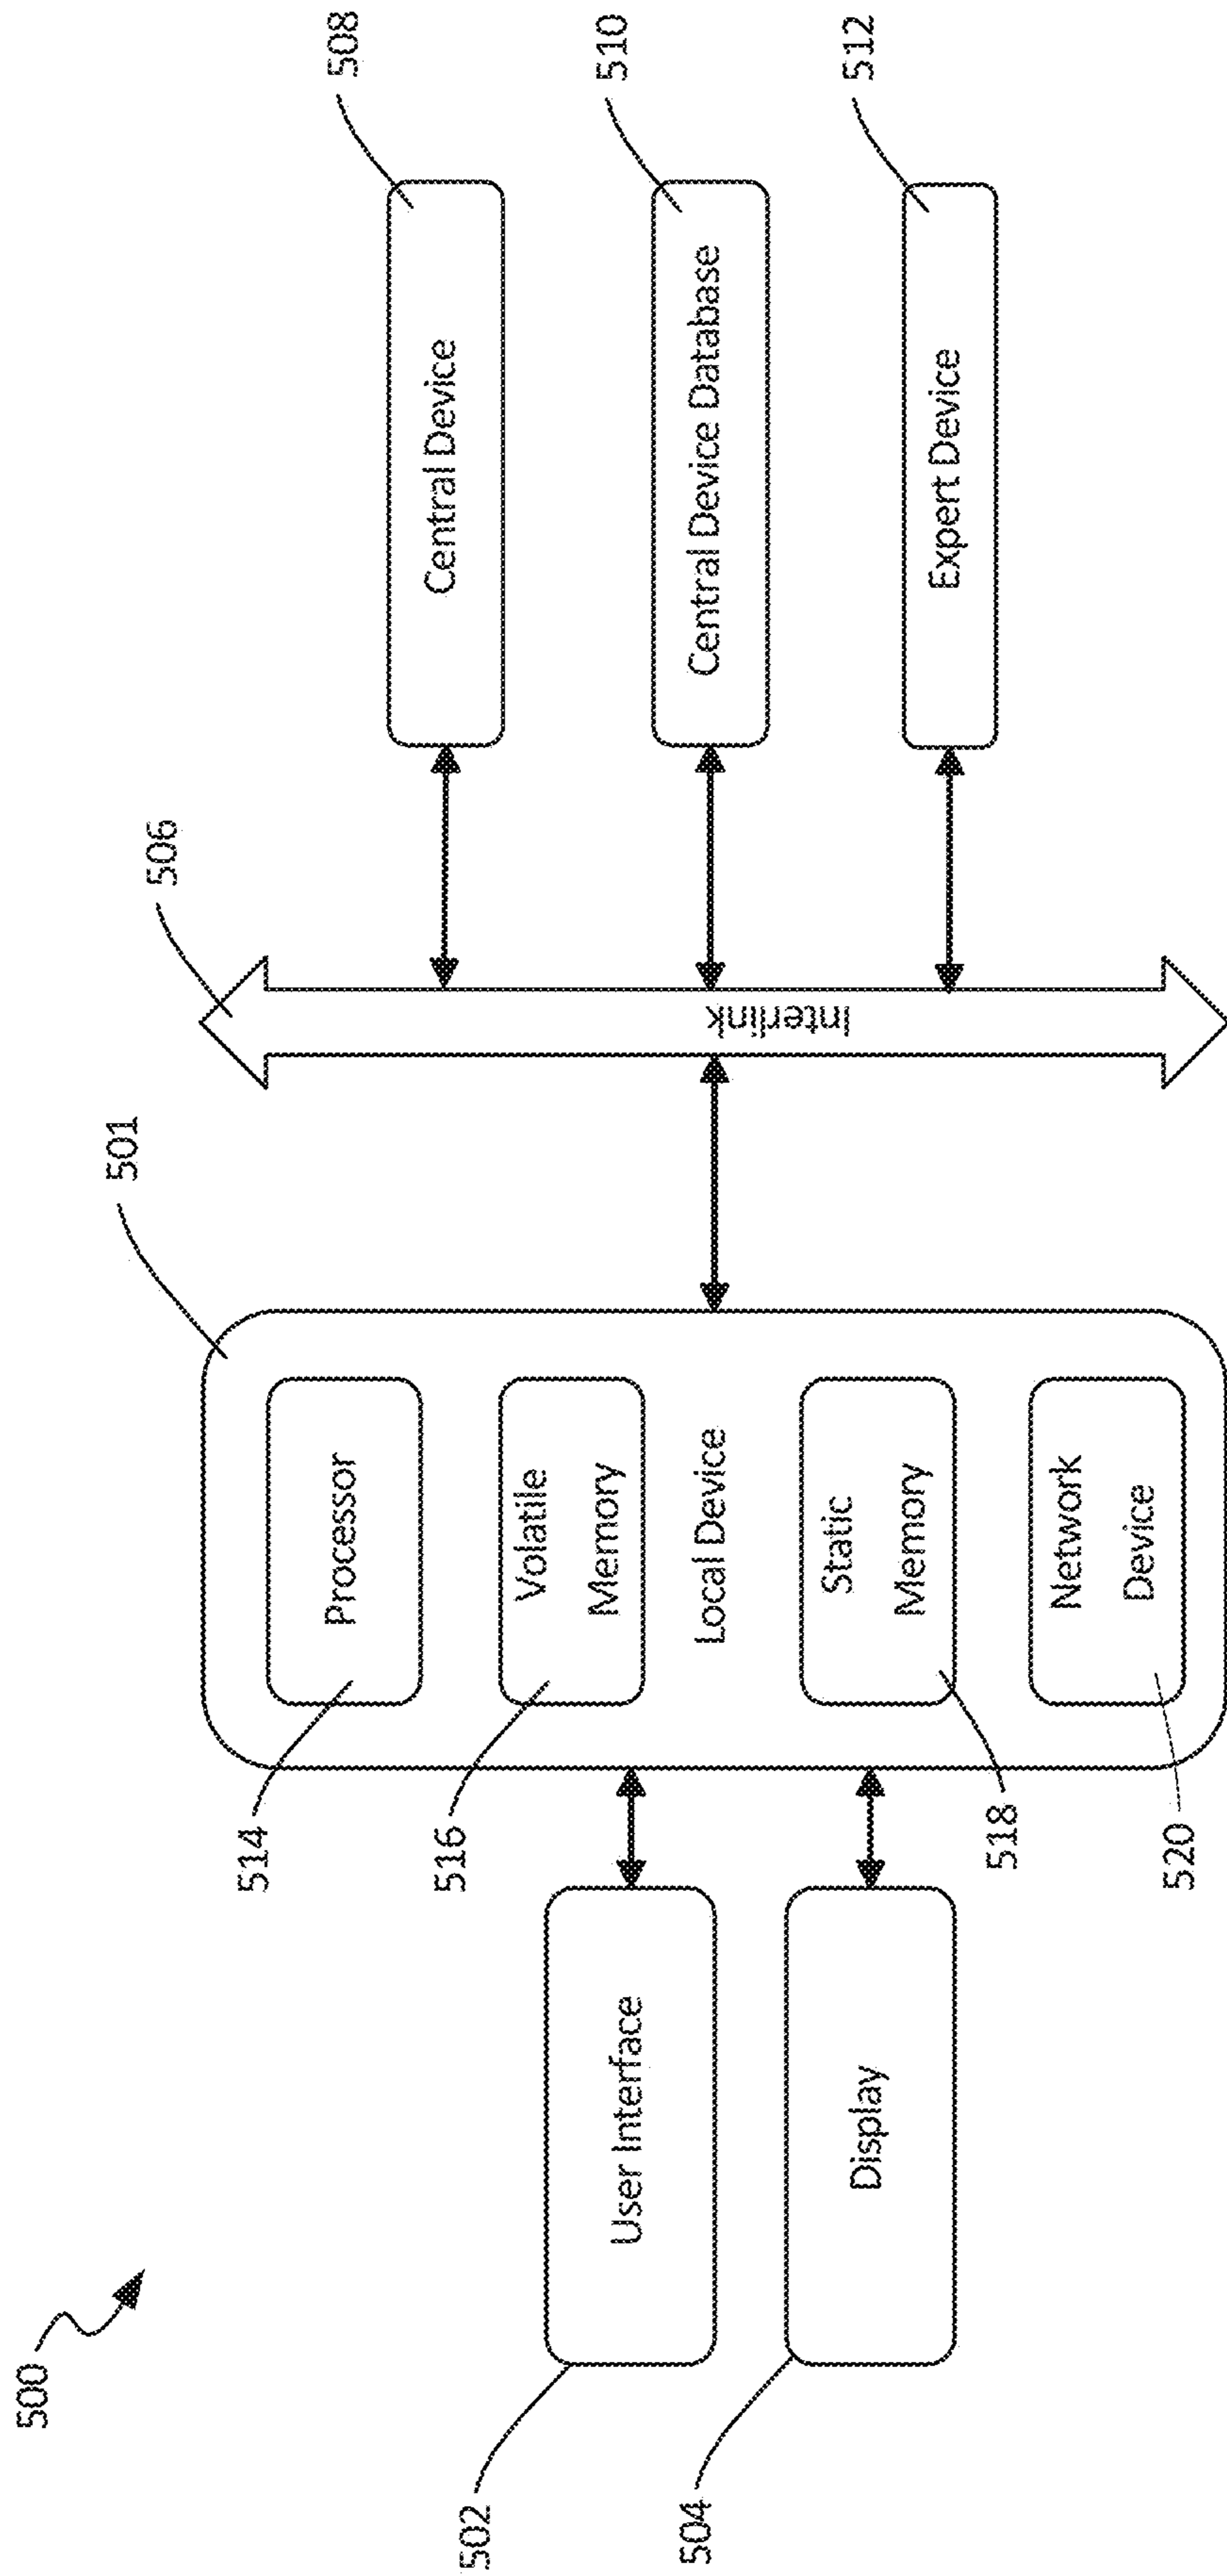 500
502
User Interface
504
Display
514
Processor
516
Volatile
Memory
Local Device
518
Static
Memory
520
Network
Device
501
506
Interlink
508
Central Device
510
Central Device Database
512
Expert Device